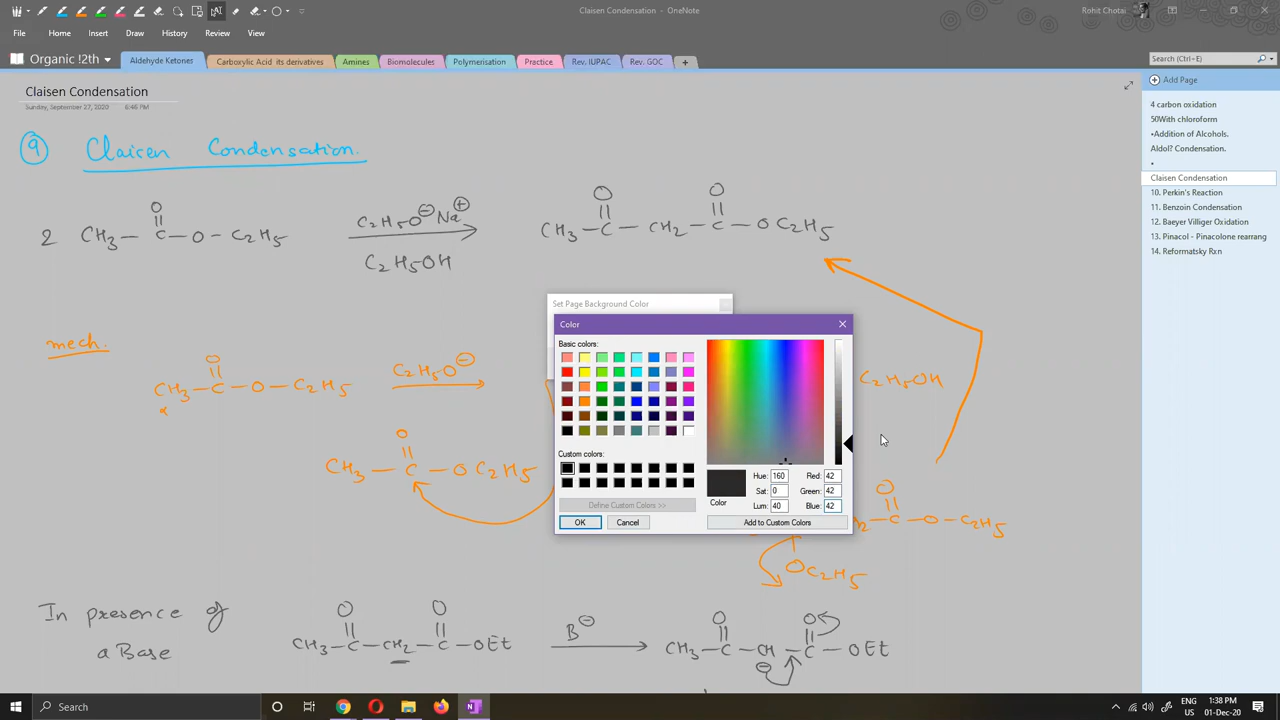 Claisen Condensation - OneNote
Rohit Chotai
File Home Insert Draw History Review View
Organic !2th
Aldehyde Ketones Carboxylic Acid its derivatives Amines Biomolecules Polymerisation Practice Rev. IUPAC Rev. GOC +
Search (Ctrl+E)
Add Page
4 carbon oxidation
50With chloroform
•Addition of Alcohols.
Aldol? Condensation.
•
Claisen Condensation
10. Perkin's Reaction
11. Benzoin Condensation
12. Baeyer Villiger Oxidation
13. Pinacol - Pinacolone rearrang
14. Reformatsky Rxn
Claisen Condensation
Sunday, September 27, 2020 6:46 PM
9 Claisen Condensation.
O
O O
2 CH3 - C - O - C2H5
C2H5O⊖Na⊕
C2H5OH
CH3 - C - CH2 - C - OC2H5
Set Page Background Color
Color
Basic colors:
Custom colors:
Define Custom Colors >>
OK Cancel
Color
Hue: 160 Red: 42
Sat: 0 Green: 42
Lum: 40 Blue: 42
Add to Custom Colors
mech.
O
CH3 - C - O - C2H5
α
C2H5O⊖
C2H5OH
O
CH3 - C - OC2H5
O
2 - C - O - C2H5
OC2H5
In presence of
a Base
O O
CH3 - C - CH2 - C - OEt
B⊖
O O
CH3 - C - CH - C - OEt
⊖
Search
ENG
US
1:38 PM
01-Dec-20